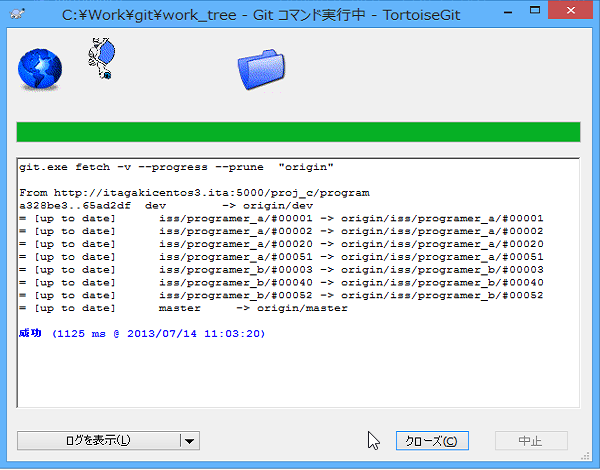 C:¥Work¥git¥work_tree - Git コマンド実行中 - TortoiseGit
git.exe fetch -v --progress --prune "origin"
From http://itagakicentos3.ita:5000/proj_c/program
a328be3..65ad2df dev -> origin/dev
= [up to date] iss/programer_a/#00001 -> origin/iss/programer_a/#00001
= [up to date] iss/programer_a/#00002 -> origin/iss/programer_a/#00002
= [up to date] iss/programer_a/#00020 -> origin/iss/programer_a/#00020
= [up to date] iss/programer_a/#00051 -> origin/iss/programer_a/#00051
= [up to date] iss/programer_b/#00003 -> origin/iss/programer_b/#00003
= [up to date] iss/programer_b/#00040 -> origin/iss/programer_b/#00040
= [up to date] iss/programer_b/#00052 -> origin/iss/programer_b/#00052
= [up to date] master -> origin/master
成功 (1125 ms @ 2013/07/14 11:03:20)
ログを表示(L)
クローズ(C)
中止